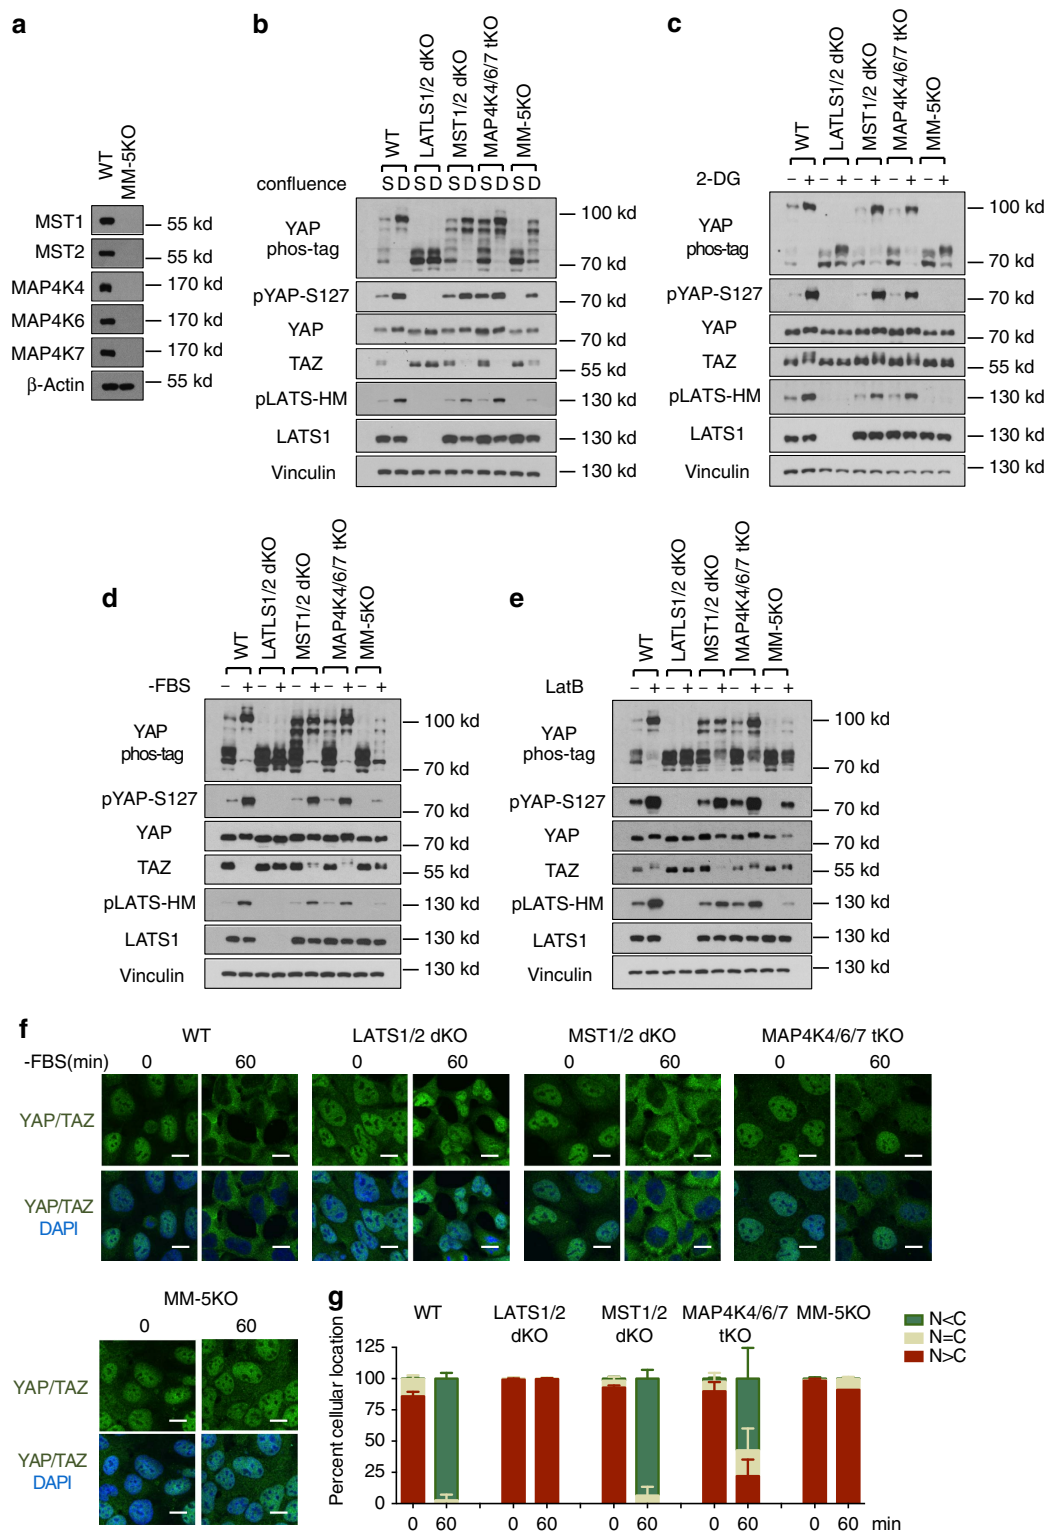 a
WT
MM-5KO
MST1
55 kd
MST2
55 kd
MAP4K4
170 kd
MAP4K6
170 kd
MAP4K7
170 kd
β-Actin
55 kd
b
WT
LATLS1/2 dKO
MST1/2 dKO
MAP4K4/6/7 tKO
MM-5KO
confluence S D S D S D S D S D
YAP
phos-tag
100 kd
70 kd
pYAP-S127
70 kd
YAP
70 kd
TAZ
55 kd
pLATS-HM
130 kd
LATS1
130 kd
Vinculin
130 kd
c
WT
LATLS1/2 dKO
MST1/2 dKO
MAP4K4/6/7 tKO
MM-5KO
2-DG − + − + − + − + − +
YAP
phos-tag
100 kd
70 kd
pYAP-S127
70 kd
YAP
70 kd
TAZ
55 kd
pLATS-HM
130 kd
LATS1
130 kd
Vinculin
130 kd
d
WT
LATLS1/2 dKO
MST1/2 dKO
MAP4K4/6/7 tKO
MM-5KO
-FBS − + − + − + − + − +
YAP
phos-tag
100 kd
70 kd
pYAP-S127
70 kd
YAP
70 kd
TAZ
55 kd
pLATS-HM
130 kd
LATS1
130 kd
Vinculin
130 kd
e
WT
LATLS1/2 dKO
MST1/2 dKO
MAP4K4/6/7 tKO
MM-5KO
LatB − + − + − + − + − +
YAP
phos-tag
100 kd
70 kd
pYAP-S127
70 kd
YAP
70 kd
TAZ
55 kd
pLATS-HM
130 kd
LATS1
130 kd
Vinculin
130 kd
f
WT LATS1/2 dKO MST1/2 dKO MAP4K4/6/7 tKO
-FBS(min) 0 60 0 60 0 60 0 60
YAP/TAZ
YAP/TAZ
DAPI
MM-5KO
0 60
YAP/TAZ
YAP/TAZ
DAPI
g
WT
LATS1/2
dKO
MST1/2
dKO
MAP4K4/6/7
tKO
MM-5KO
N<C
N=C
N>C
Percent cellular location
125
100
75
50
25
0
0 60 0 60 0 60 0 60 0 60 min